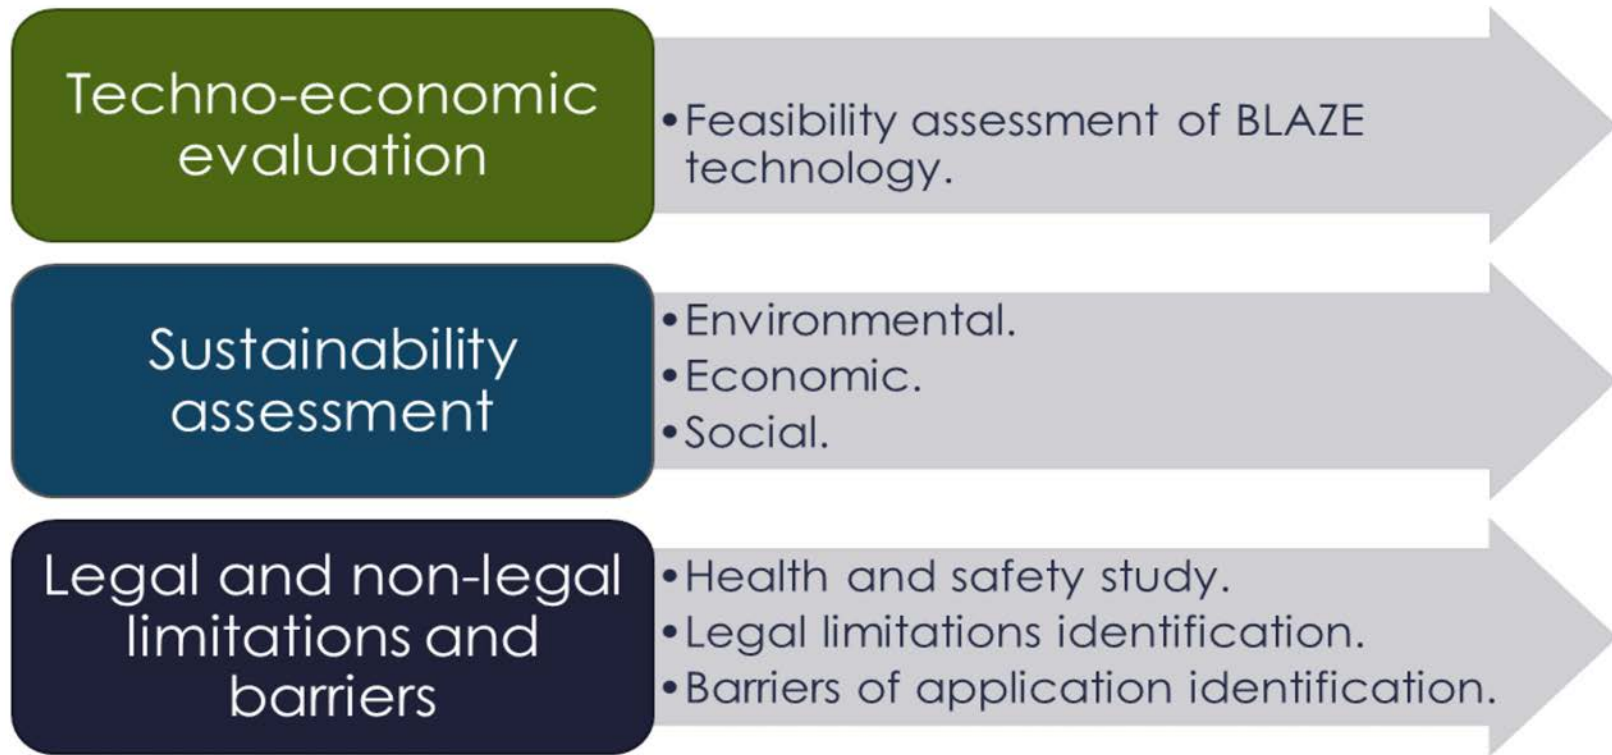 Techno-economic
evaluation
•Feasibility assessment of BLAZE
technology.
Sustainability
assessment
•Environmental.
•Economic.
•Social.
Legal and non-legal
limitations and
barriers
•Health and safety study.
•Legal limitations identification.
•Barriers of application identification.